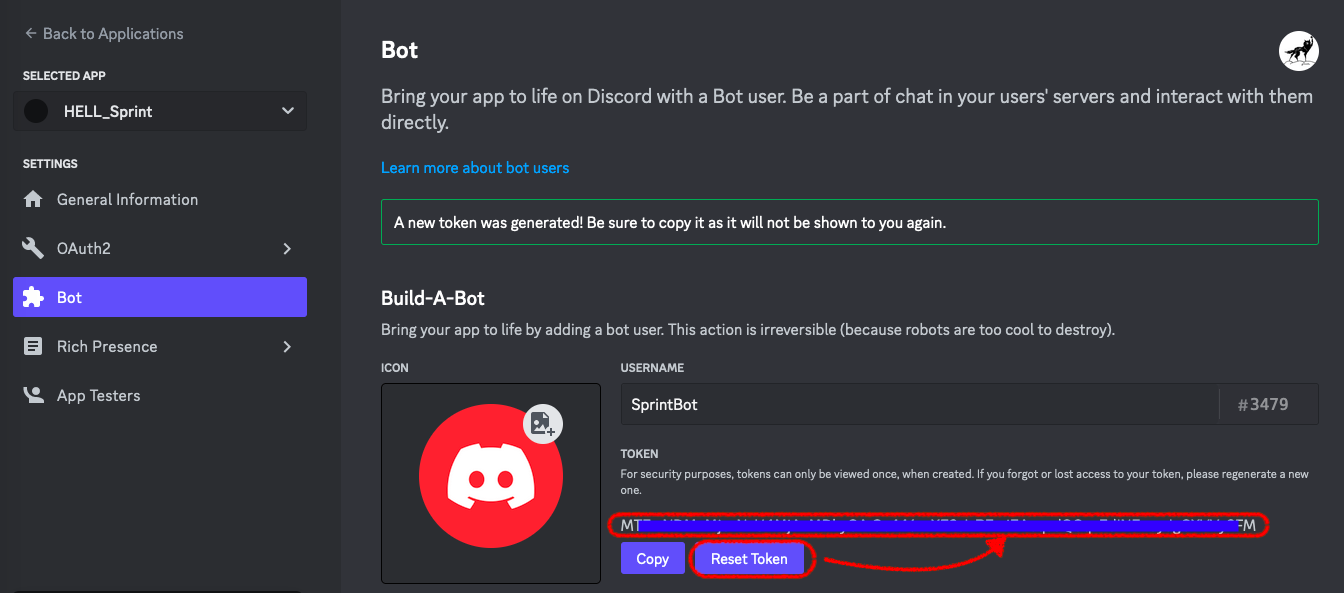 ← Back to Applications
SELECTED APP
HELL_Sprint
SETTINGS
General Information
OAuth2
Bot
Rich Presence
App Testers
Bot
Bring your app to life on Discord with a Bot user. Be a part of chat in your users' servers and interact with them
directly.
Learn more about bot users
A new token was generated! Be sure to copy it as it will not be shown to you again.
Build-A-Bot
Bring your app to life by adding a bot user. This action is irreversible (because robots are too cool to destroy).
ICON
USERNAME
SprintBot
#3479
TOKEN
For security purposes, tokens can only be viewed once, when created. If you forgot or lost access to your token, please regenerate a new
one.
Copy
Reset Token